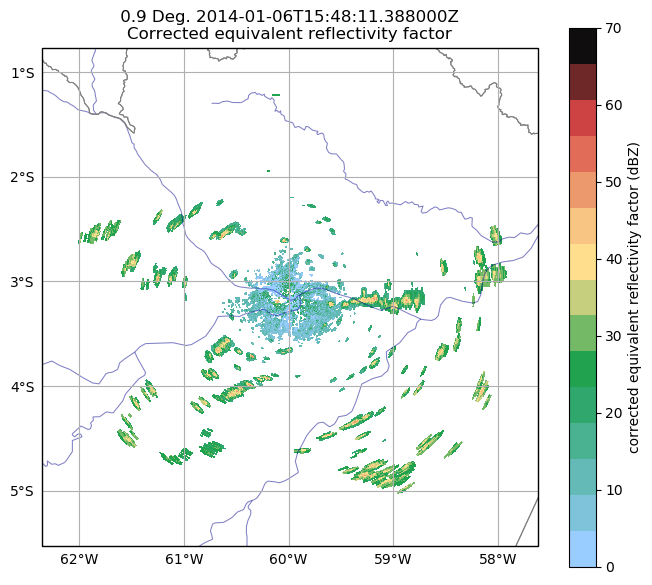 0.9 Deg. 2014-01-06T15:48:11.388000Z
Corrected equivalent reflectivity factor
1°S
2°S
3°S
4°S
5°S
62°W
61°W
60°W
59°W
58°W
70
60
50
40
30
20
10
0
corrected equivalent reflectivity factor (dBZ)